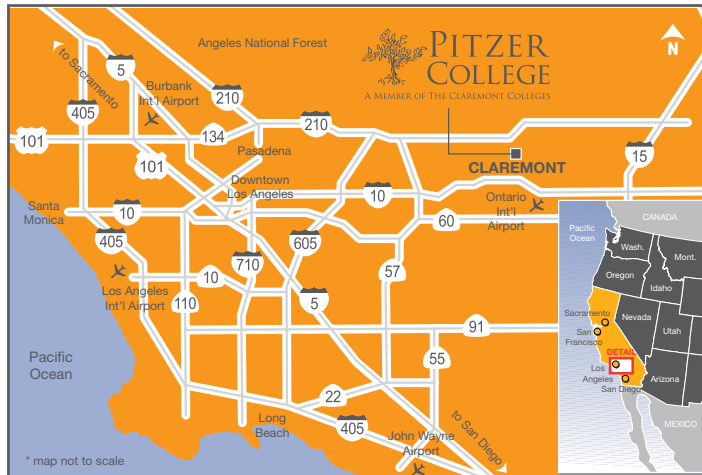 Angeles National Forest
PITZER
COLLEGE
A MEMBER OF THE CLAREMONT COLLEGES
N
to Sacramento
5
Burbank
Int'l Airport
405
210
210
101
134
101
Pasadena
15
CLAREMONT
Downtown
Los Angeles
Santa
Monica
10
10
Ontario
Int'l
Airport
60
405
605
710
57
Los Angeles
Int'l Airport
10
110
5
91
55
22
405
Pacific
Ocean
Long
Beach
John Wayne
Airport
to San Diego
* map not to scale
CANADA
Pacific
Ocean
Wash.
Mont.
Oregon
Idaho
Sacramento
San
Francisco
Nevada
Utah
DETAIL
Los
Angeles
San Diego
Arizona
MEXICO